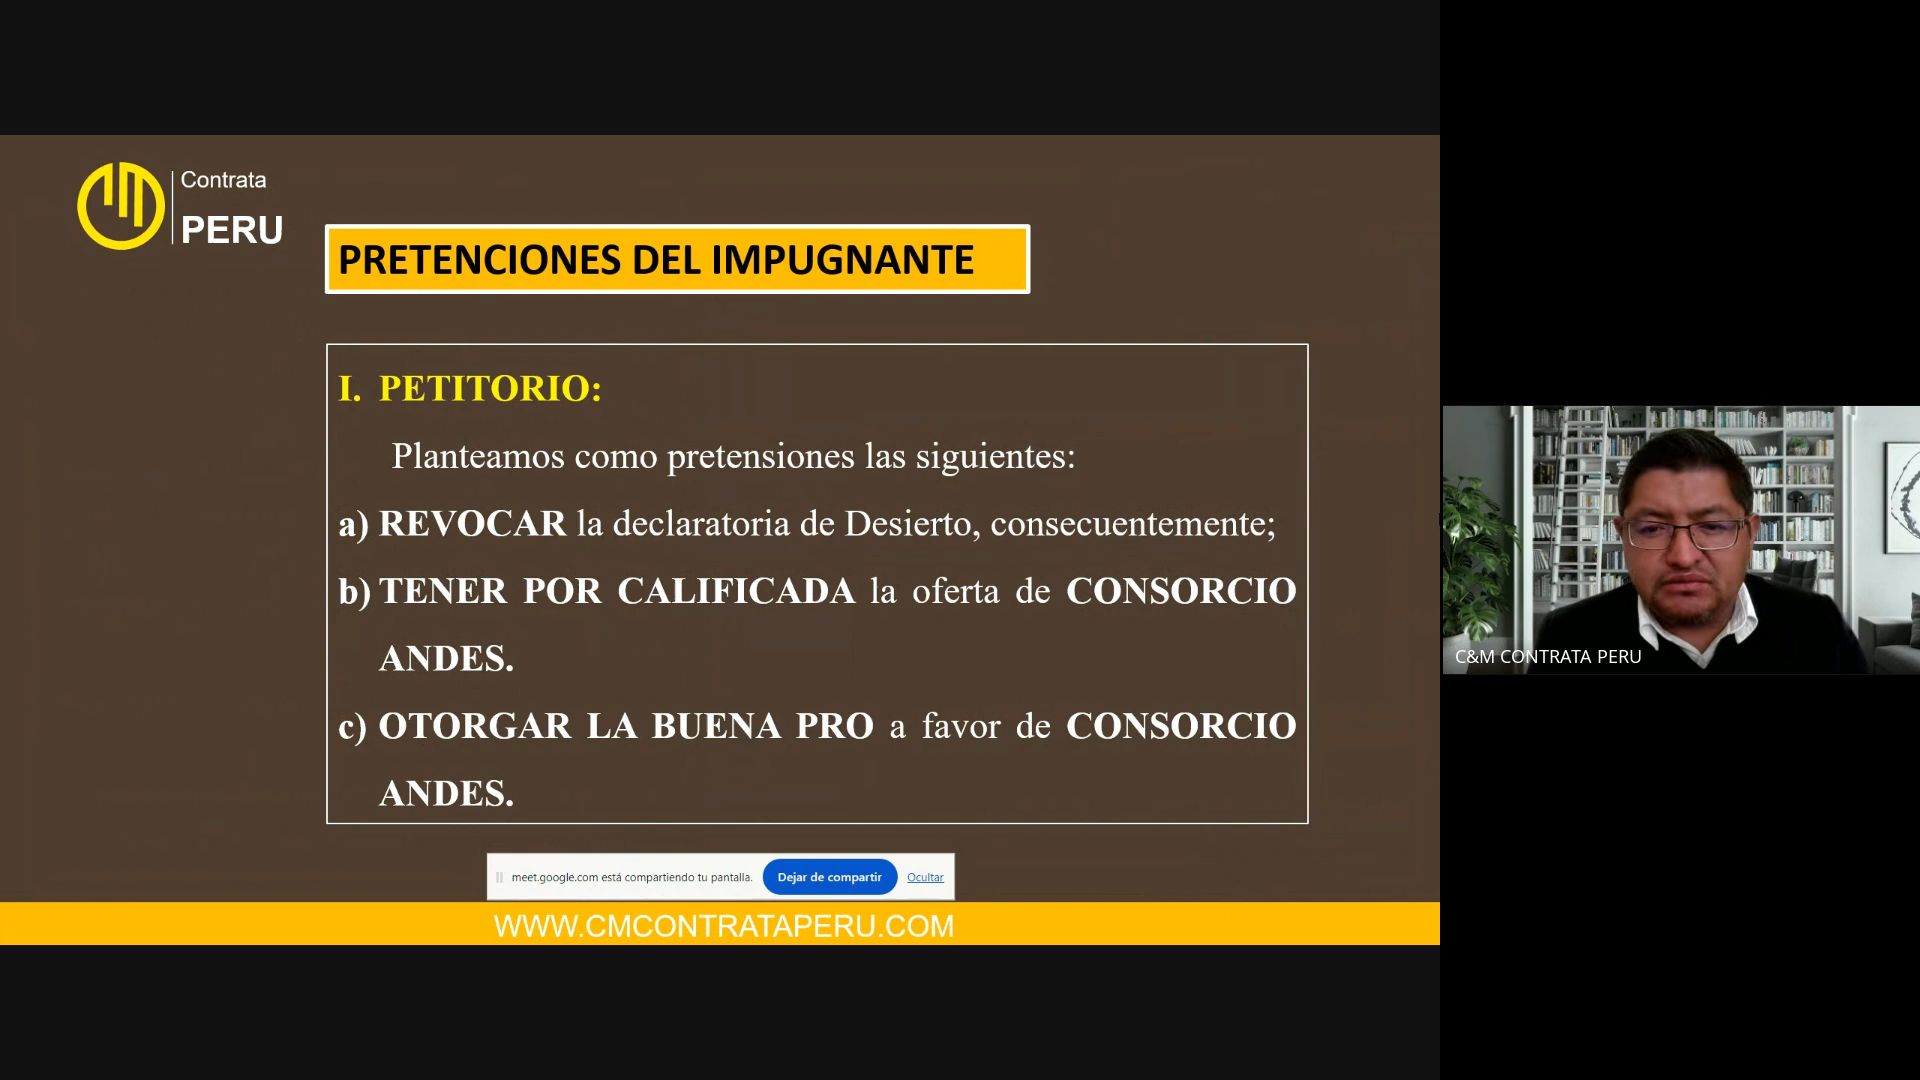 Contrata
PERU
PRETENCIONES DEL IMPUGNANTE
I. PETITORIO:
Planteamos como pretensiones las siguientes:
a) REVOCAR la declaratoria de Desierto, consecuentemente;
b) TENER POR CALIFICADA la oferta de CONSORCIO
ANDES.
c) OTORGAR LA BUENA PRO a favor de CONSORCIO
ANDES.
meet.google.com está compartiendo tu pantalla. Dejar de compartir Ocultar
WWW.CMCONTRATAPERU.COM
C&M CONTRATA PERU